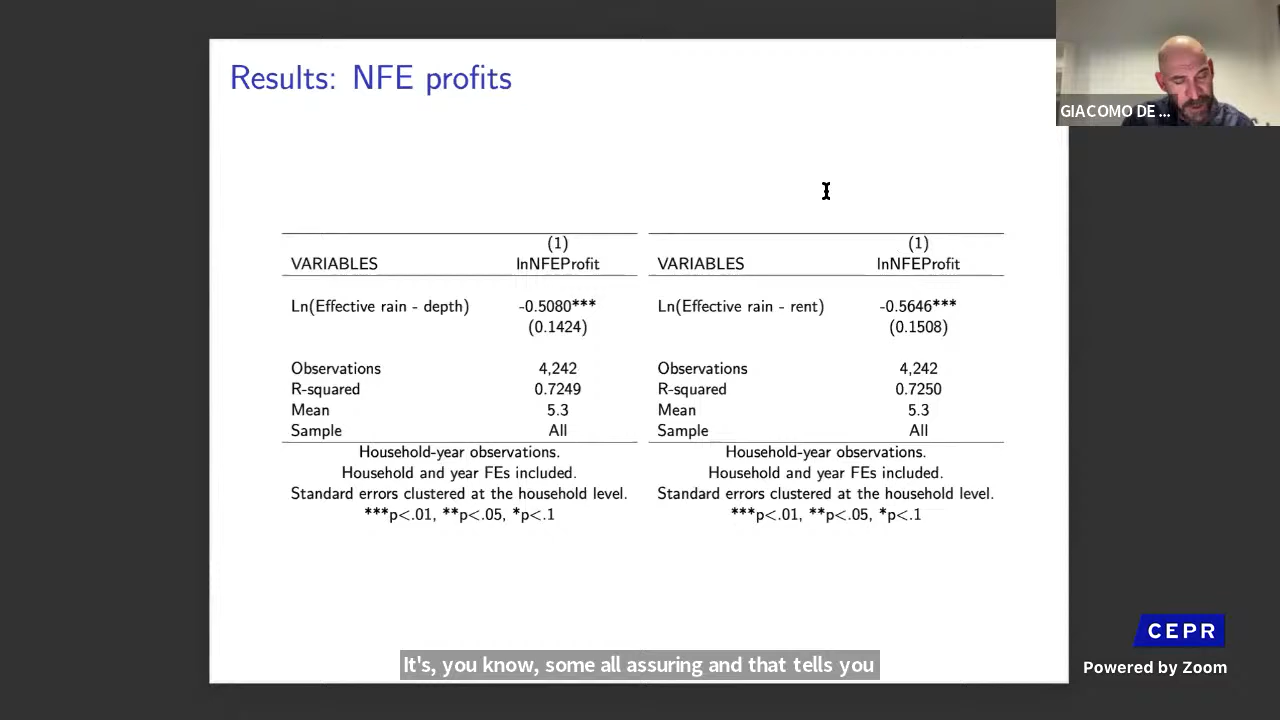 Results: NFE profits
GIACOMO DE ...
(1)
VARIABLES lnNFEProfit
Ln(Effective rain - depth) -0.5080***
(0.1424)
Observations 4,242
R-squared 0.7249
Mean 5.3
Sample All
Household-year observations.
Household and year FEs included.
Standard errors clustered at the household level.
***p<.01, **p<.05, *p<.1
(1)
VARIABLES lnNFEProfit
Ln(Effective rain - rent) -0.5646***
(0.1508)
Observations 4,242
R-squared 0.7250
Mean 5.3
Sample All
Household-year observations.
Household and year FEs included.
Standard errors clustered at the household level.
***p<.01, **p<.05, *p<.1
It's, you know, some all assuring and that tells you
CEPR
Powered by Zoom